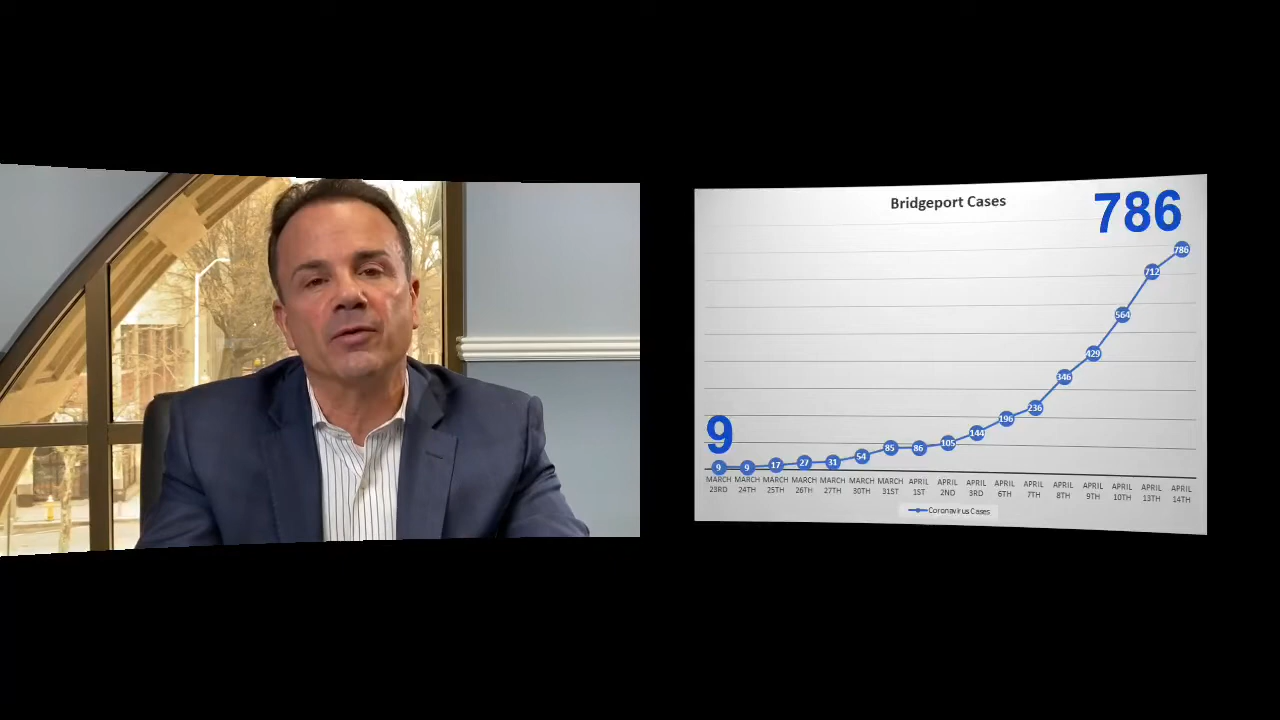 Bridgeport Cases
786
9
9 9 17 27 31 54 85 86 105 144 196 236 346 429 564 712 786
MARCH MARCH MARCH MARCH MARCH MARCH MARCH APRIL APRIL APRIL APRIL APRIL APRIL APRIL APRIL APRIL APRIL
23RD 24TH 25TH 26TH 27TH 30TH 31ST 1ST 2ND 3RD 6TH 7TH 8TH 9TH 10TH 13TH 14TH
Coronavirus Cases